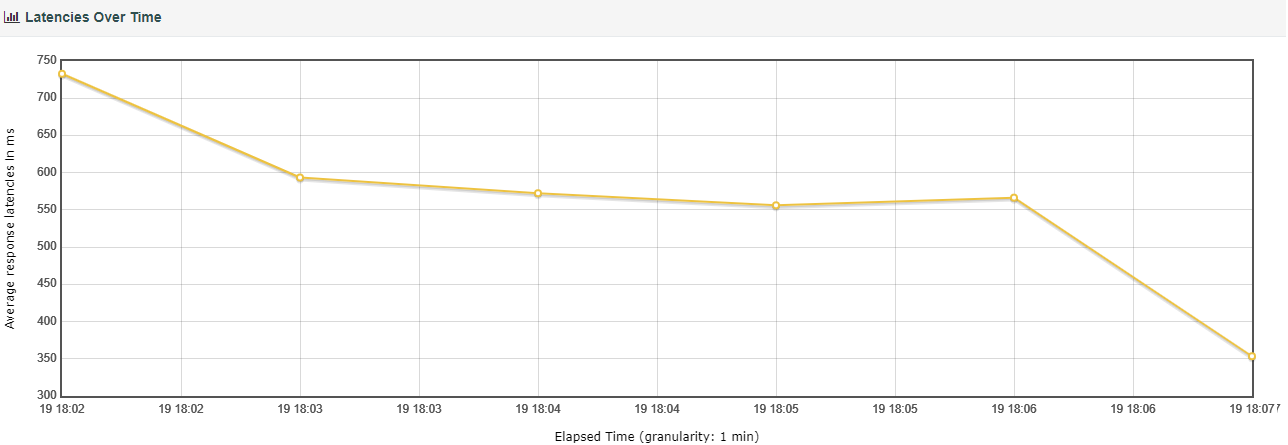 Latencies Over Time
Average response latencies in ms
750
700
650
600
550
500
450
400
350
300
19 18:02 19 18:02 19 18:03 19 18:03 19 18:04 19 18:04 19 18:05 19 18:05 19 18:06 19 18:06 19 18:077
Elapsed Time (granularity: 1 min)